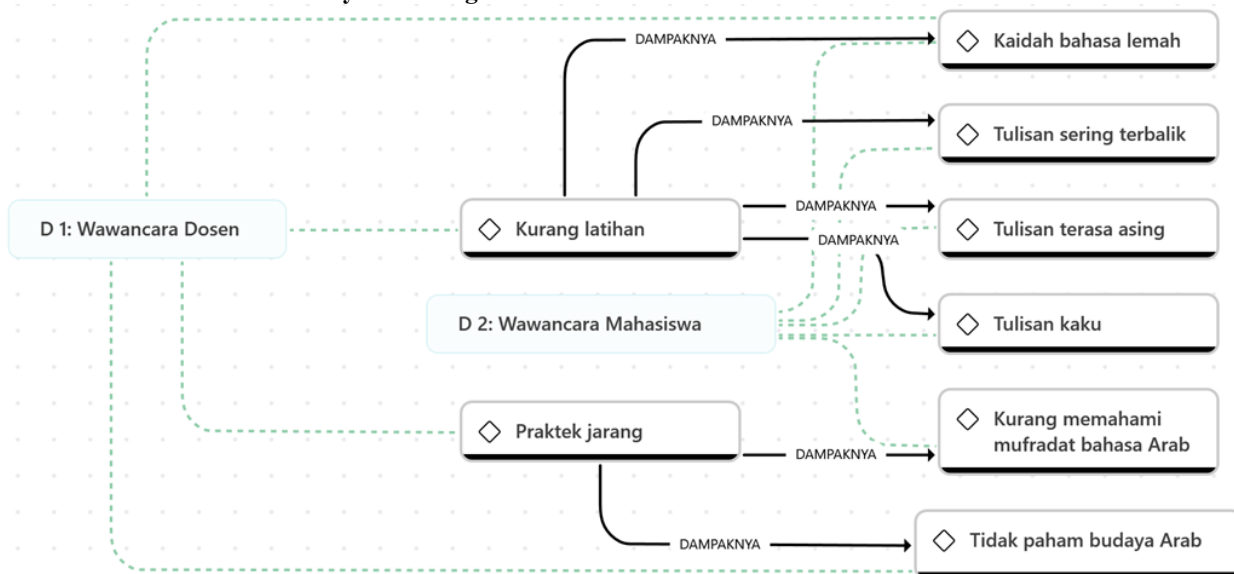 DAMPAKNYA
Kaidah bahasa lemah
DAMPAKNYA
Tulisan sering terbalik
D 1: Wawancara Dosen
Kurang latihan
DAMPAKNYA
Tulisan terasa asing
DAMPAKNYA
D 2: Wawancara Mahasiswa
Tulisan kaku
Praktek jarang
DAMPAKNYA
Kurang memahami
mufradat bahasa Arab
DAMPAKNYA
Tidak paham budaya Arab